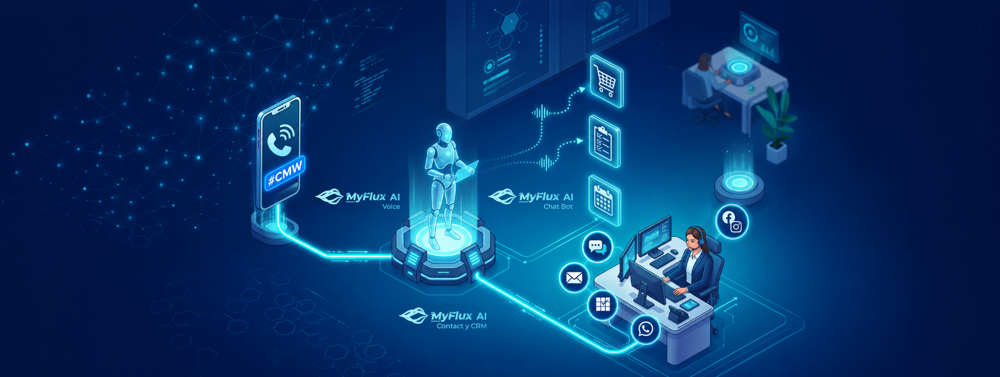 #CMW
MyFlux AI
Voice
MyFlux AI
Chat Bot
MyFlux AI
Contact y CRM